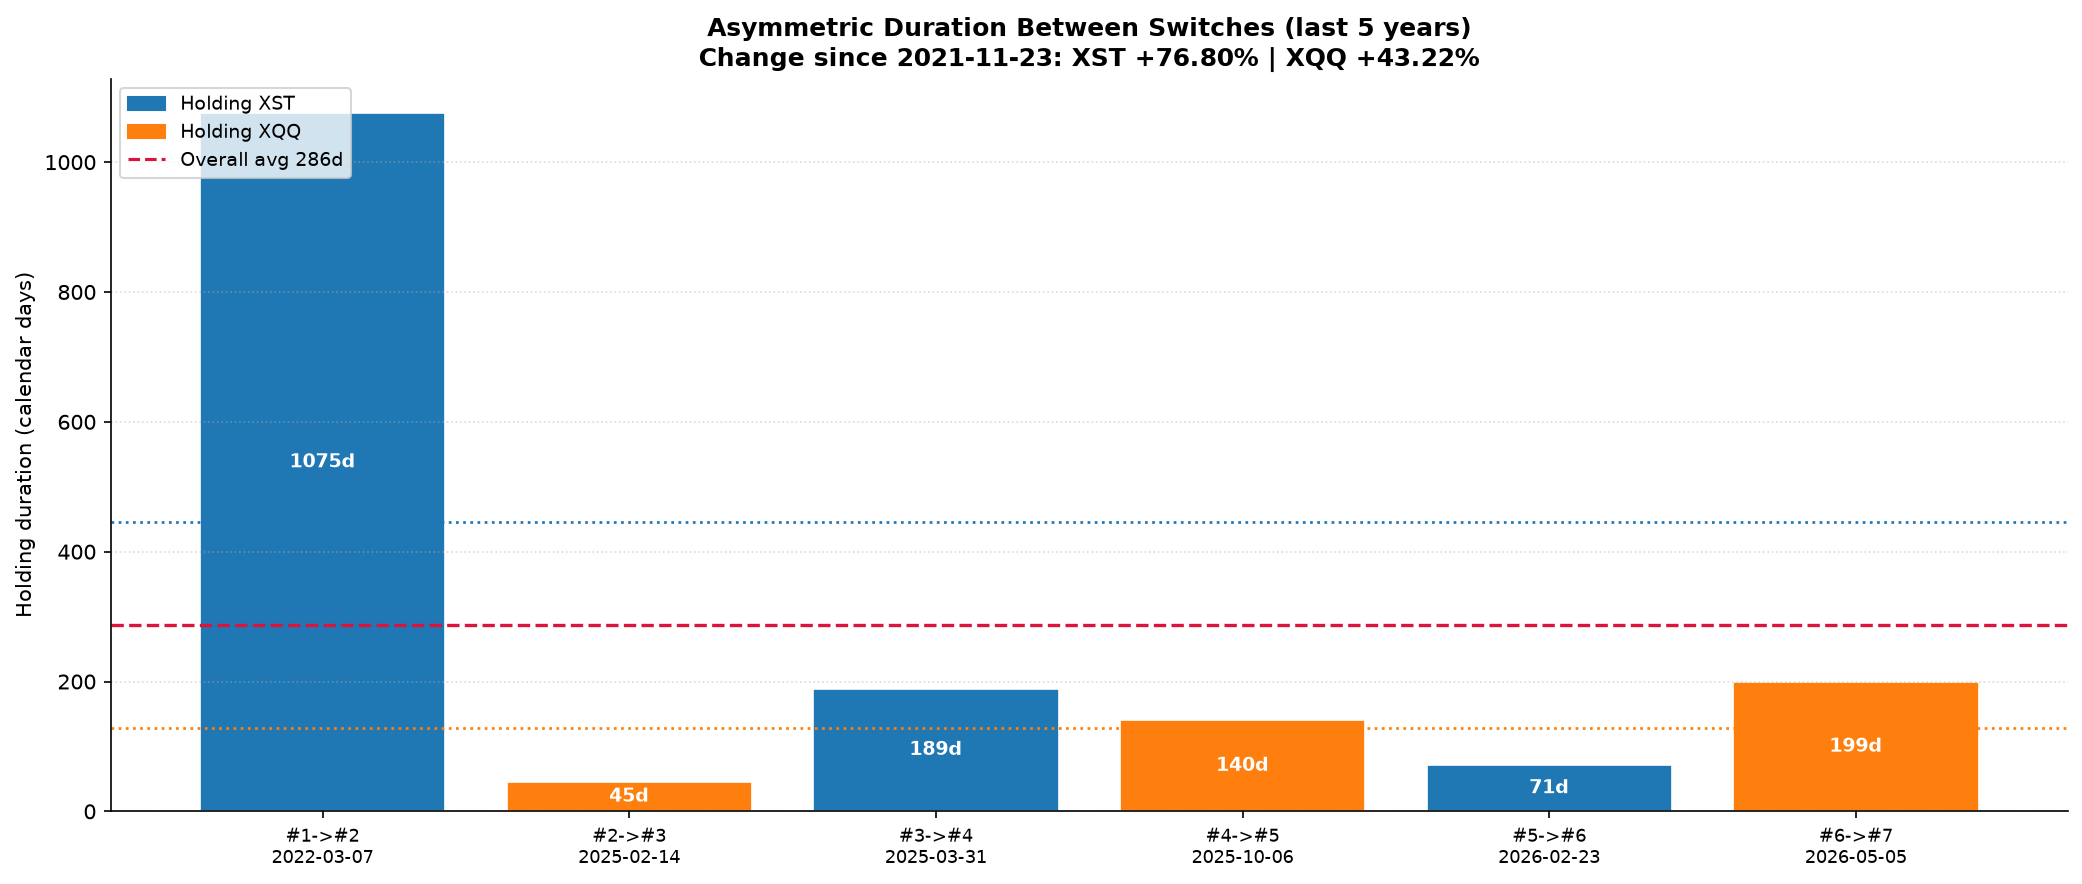 Asymmetric Duration Between Switches (last 5 years)
Change since 2021-11-23: XST +76.80% | XQQ +43.22%
Holding XST
Holding XQQ
Overall avg 286d
Holding duration (calendar days)
1000
800
600
400
200
0
1075d
45d
189d
140d
71d
199d
#1->#2
2022-03-07
#2->#3
2025-02-14
#3->#4
2025-03-31
#4->#5
2025-10-06
#5->#6
2026-02-23
#6->#7
2026-05-05